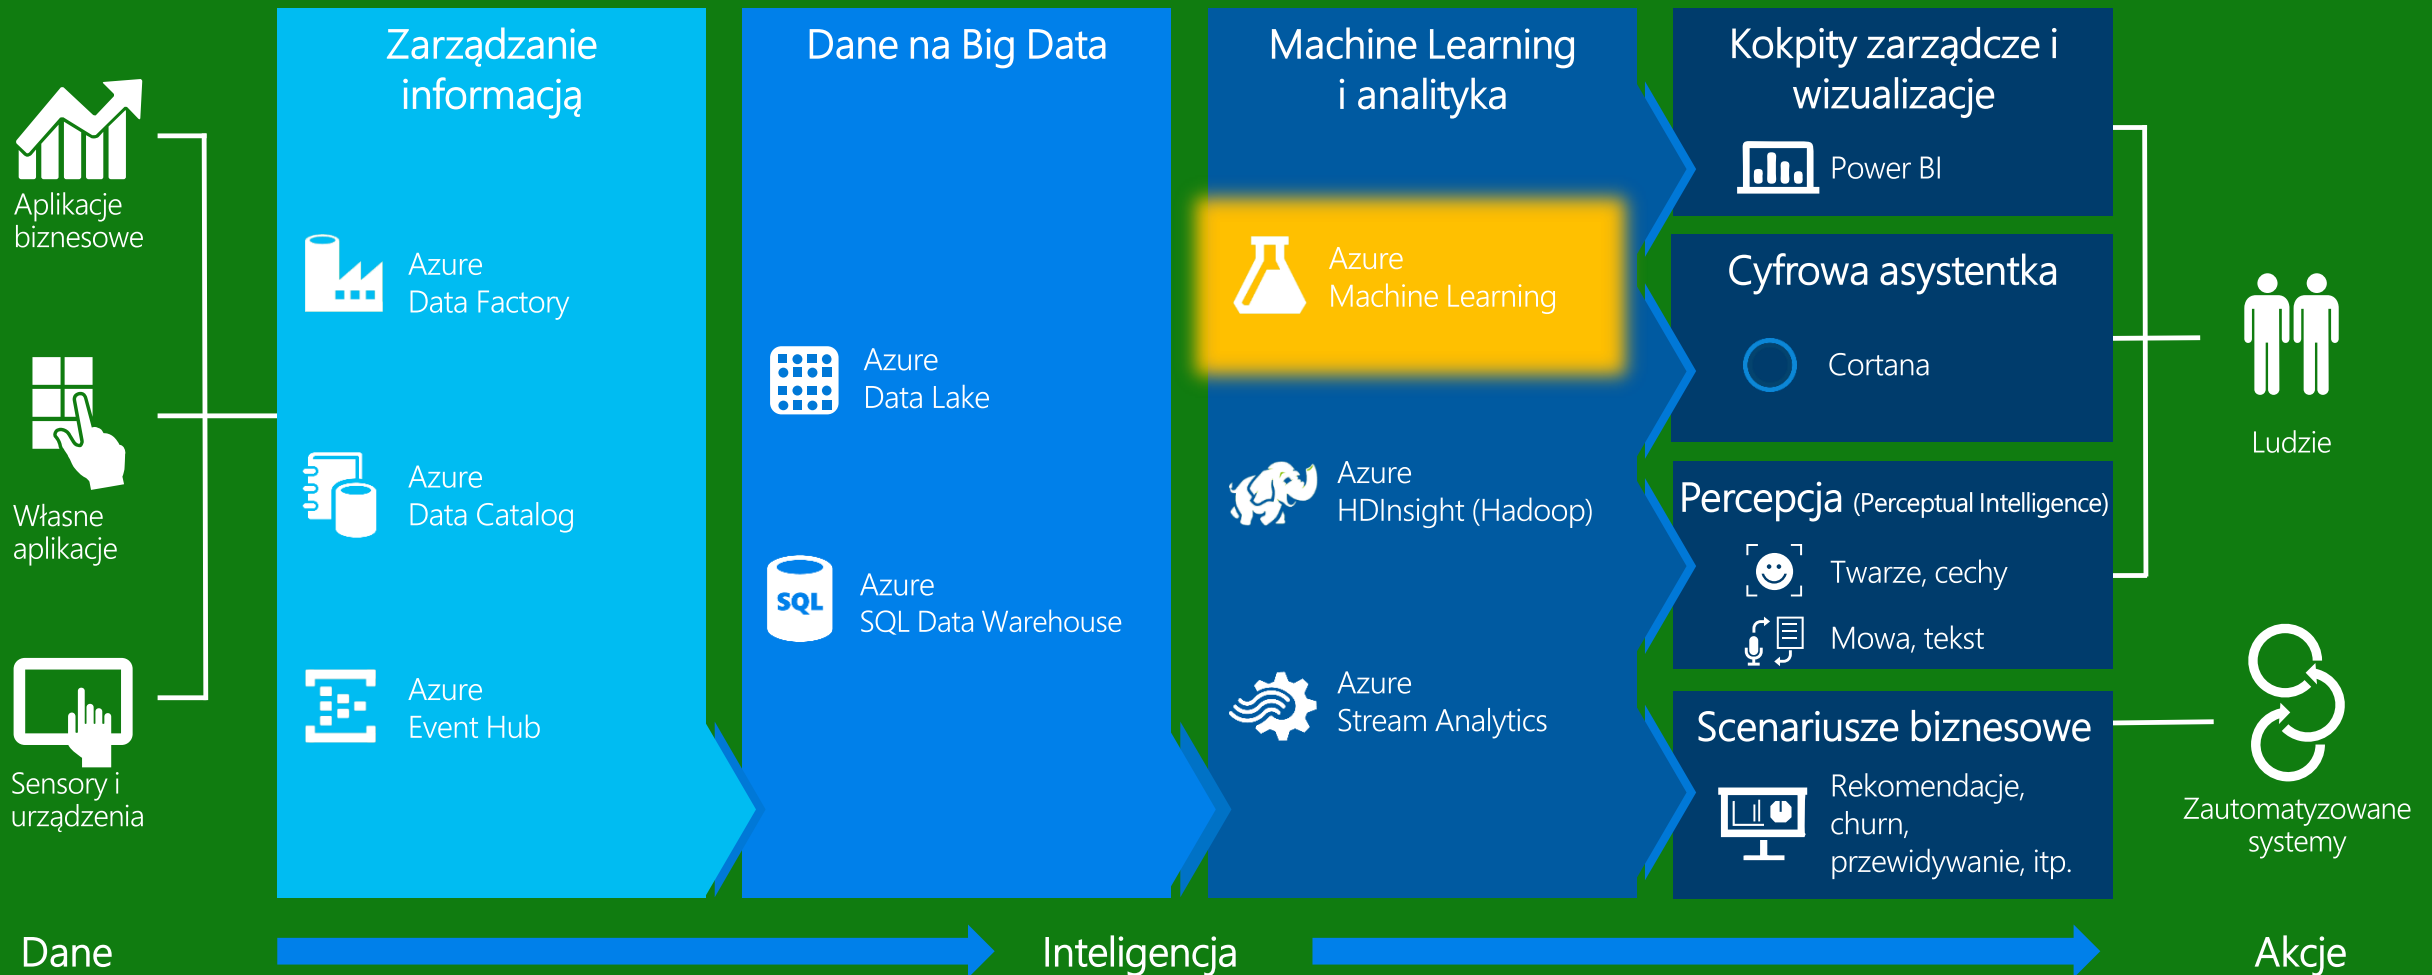 Aplikacje
biznesowe
Własne
aplikacje
Sensory i
urządzenia
Zarządzanie
informacją
Azure
Data Factory
Azure
Data Catalog
Azure
Event Hub
Dane na Big Data
Azure
Data Lake
SQL
Azure
SQL Data Warehouse
Machine Learning
i analityka
Azure
Machine Learning
Azure
HDInsight (Hadoop)
Azure
Stream Analytics
Kokpity zarządcze i
wizualizacje
Power BI
Cyfrowa asystentka
Cortana
Percepcja (Perceptual Intelligence)
Twarze, cechy
Mowa, tekst
Scenariusze biznesowe
Rekomendacje,
churn,
przewidywanie, itp.
Ludzie
Zautomatyzowane
systemy
Dane
Inteligencja
Akcje